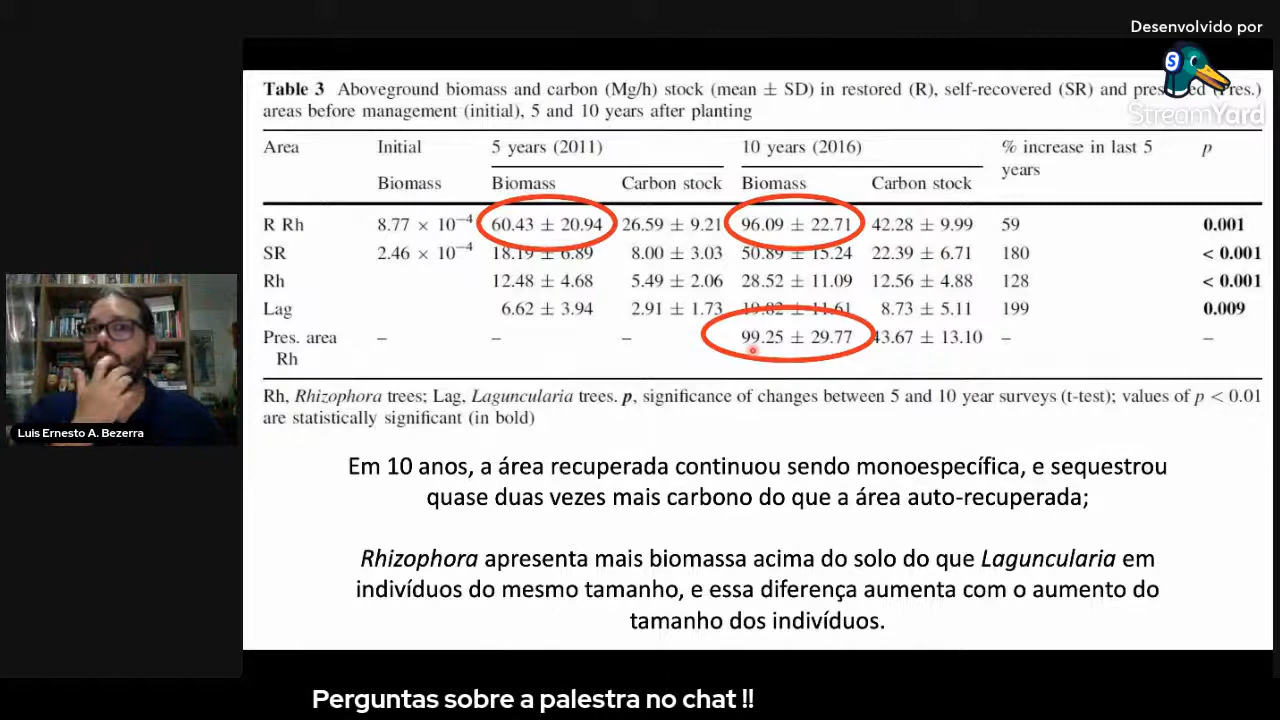 Desenvolvido por
S
StreamYard
Table 3 Aboveground biomass and carbon (Mg/h) stock (mean ± SD) in restored (R), self-recovered (SR) and (Pres.)
areas before management (initial), 5 and 10 years after planting
Area Initial 5 years (2011) 10 years (2016) % increase in last 5 years p
Biomass Biomass Carbon stock Biomass Carbon stock
R Rh 8.77 × 10⁻⁴ 60.43 ± 20.94 26.59 ± 9.21 96.09 ± 22.71 42.28 ± 9.99 59 0.001
SR 2.46 × 10⁻⁴ 18.19 ± 6.89 8.00 ± 3.03 50.89 ± 15.24 22.39 ± 6.71 180 < 0.001
Rh 12.48 ± 4.68 5.49 ± 2.06 28.52 ± 11.09 12.56 ± 4.88 128 < 0.001
Lag 6.62 ± 3.94 2.91 ± 1.73 19.82 ± 11.61 8.73 ± 5.11 199 0.009
Pres. area – – – 99.25 ± 29.77 43.67 ± 13.10 – –
Rh
Rh, Rhizophora trees; Lag, Laguncularia trees. p, significance of changes between 5 and 10 year surveys (t-test); values of p < 0.01
are statistically significant (in bold)
Luis Ernesto A. Bezerra
Em 10 anos, a área recuperada continuou sendo monoespecífica, e sequestrou
quase duas vezes mais carbono do que a área auto-recuperada;
Rhizophora apresenta mais biomassa acima do solo do que Laguncularia em
indivíduos do mesmo tamanho, e essa diferença aumenta com o aumento do
tamanho dos indivíduos.
Perguntas sobre a palestra no chat !!